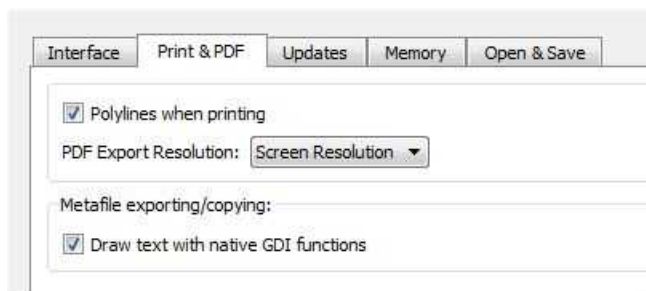 Interface Print & PDF Updates Memory Open & Save
Polylines when printing
PDF Export Resolution: Screen Resolution
Metafile exporting/copying:
Draw text with native GDI functions